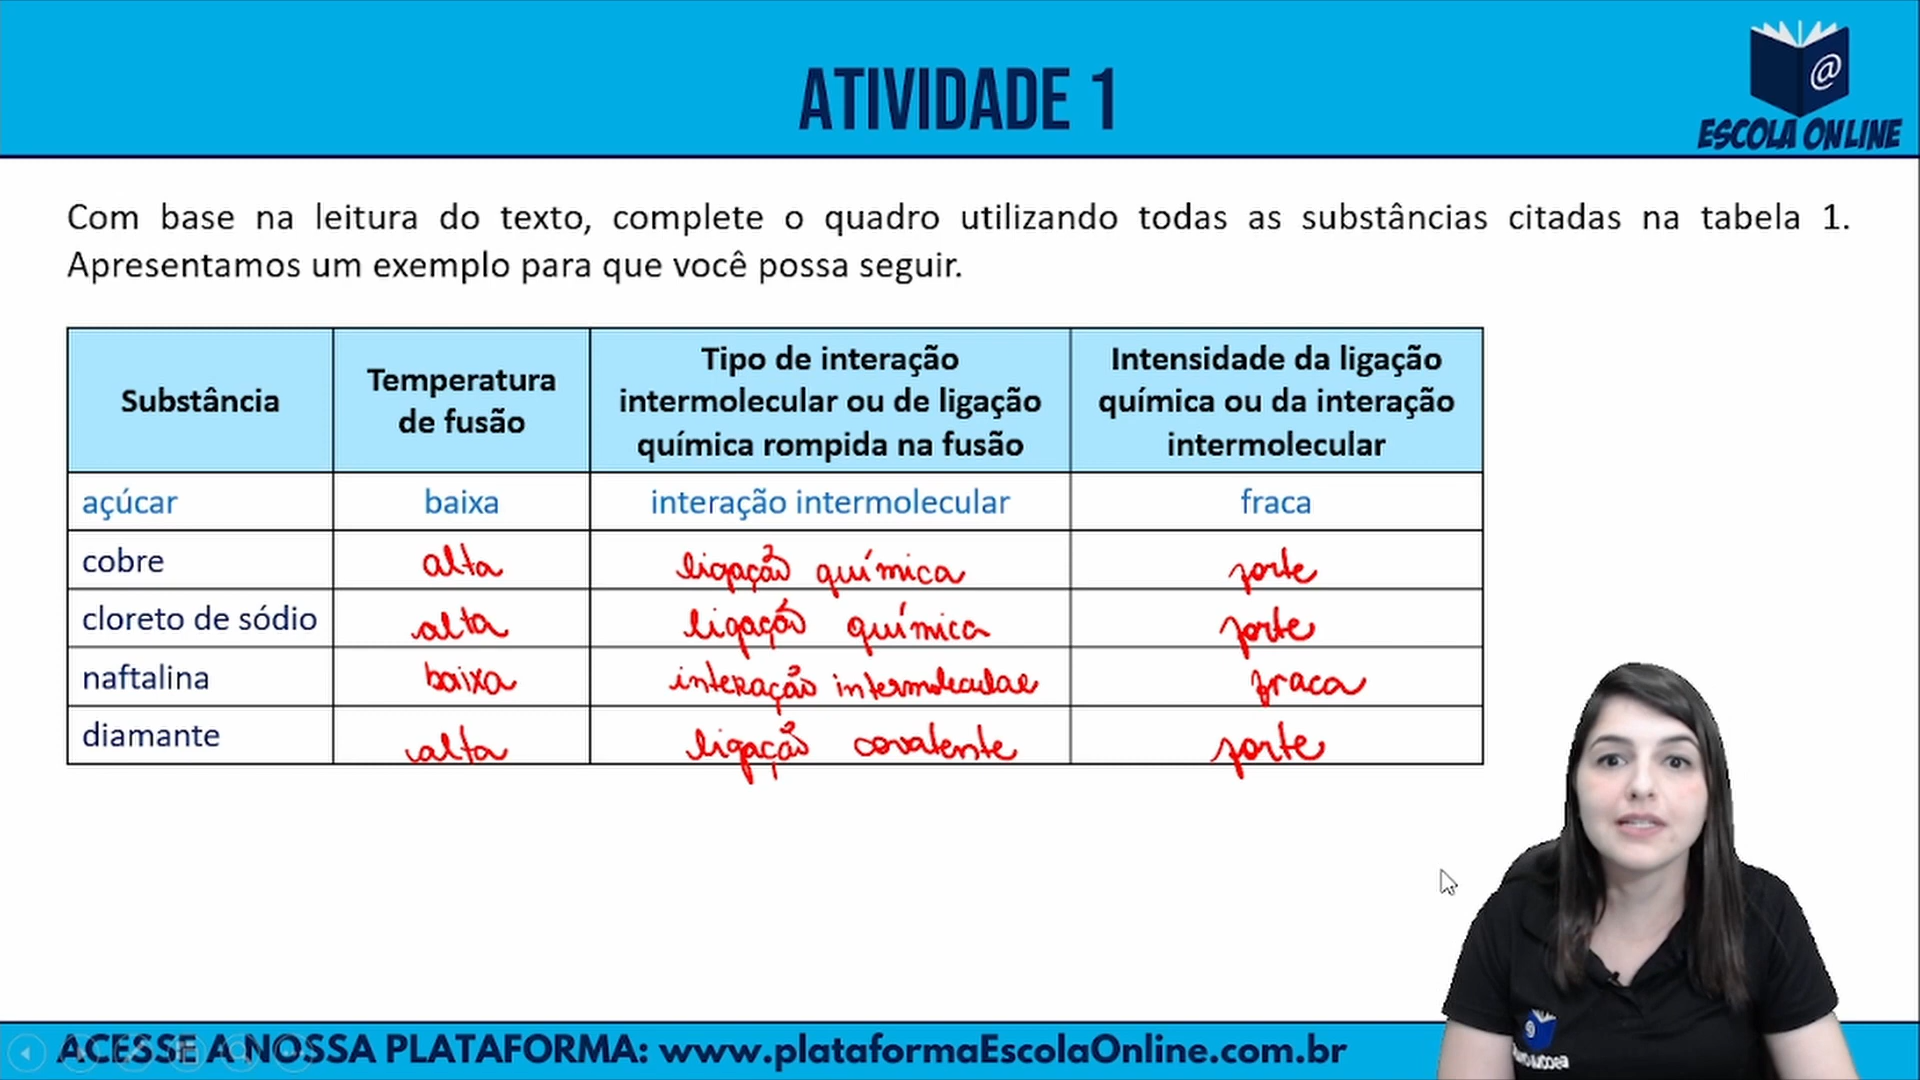 ATIVIDADE 1
@
ESCOLA ONLINE
Com base na leitura do texto, complete o quadro utilizando todas as substâncias citadas na tabela 1.
Apresentamos um exemplo para que você possa seguir.
Substância
Temperatura
de fusão
Tipo de interação
intermolecular ou de ligação
química rompida na fusão
Intensidade da ligação
química ou da interação
intermolecular
açúcar baixa interação intermolecular fraca
cobre alta ligação química forte
cloreto de sódio alta ligação química forte
naftalina baixa interação intermolecular fraca
diamante alta ligação covalente forte
ACESSE A NOSSA PLATAFORMA: www.plataformaEscolaOnline.com.br